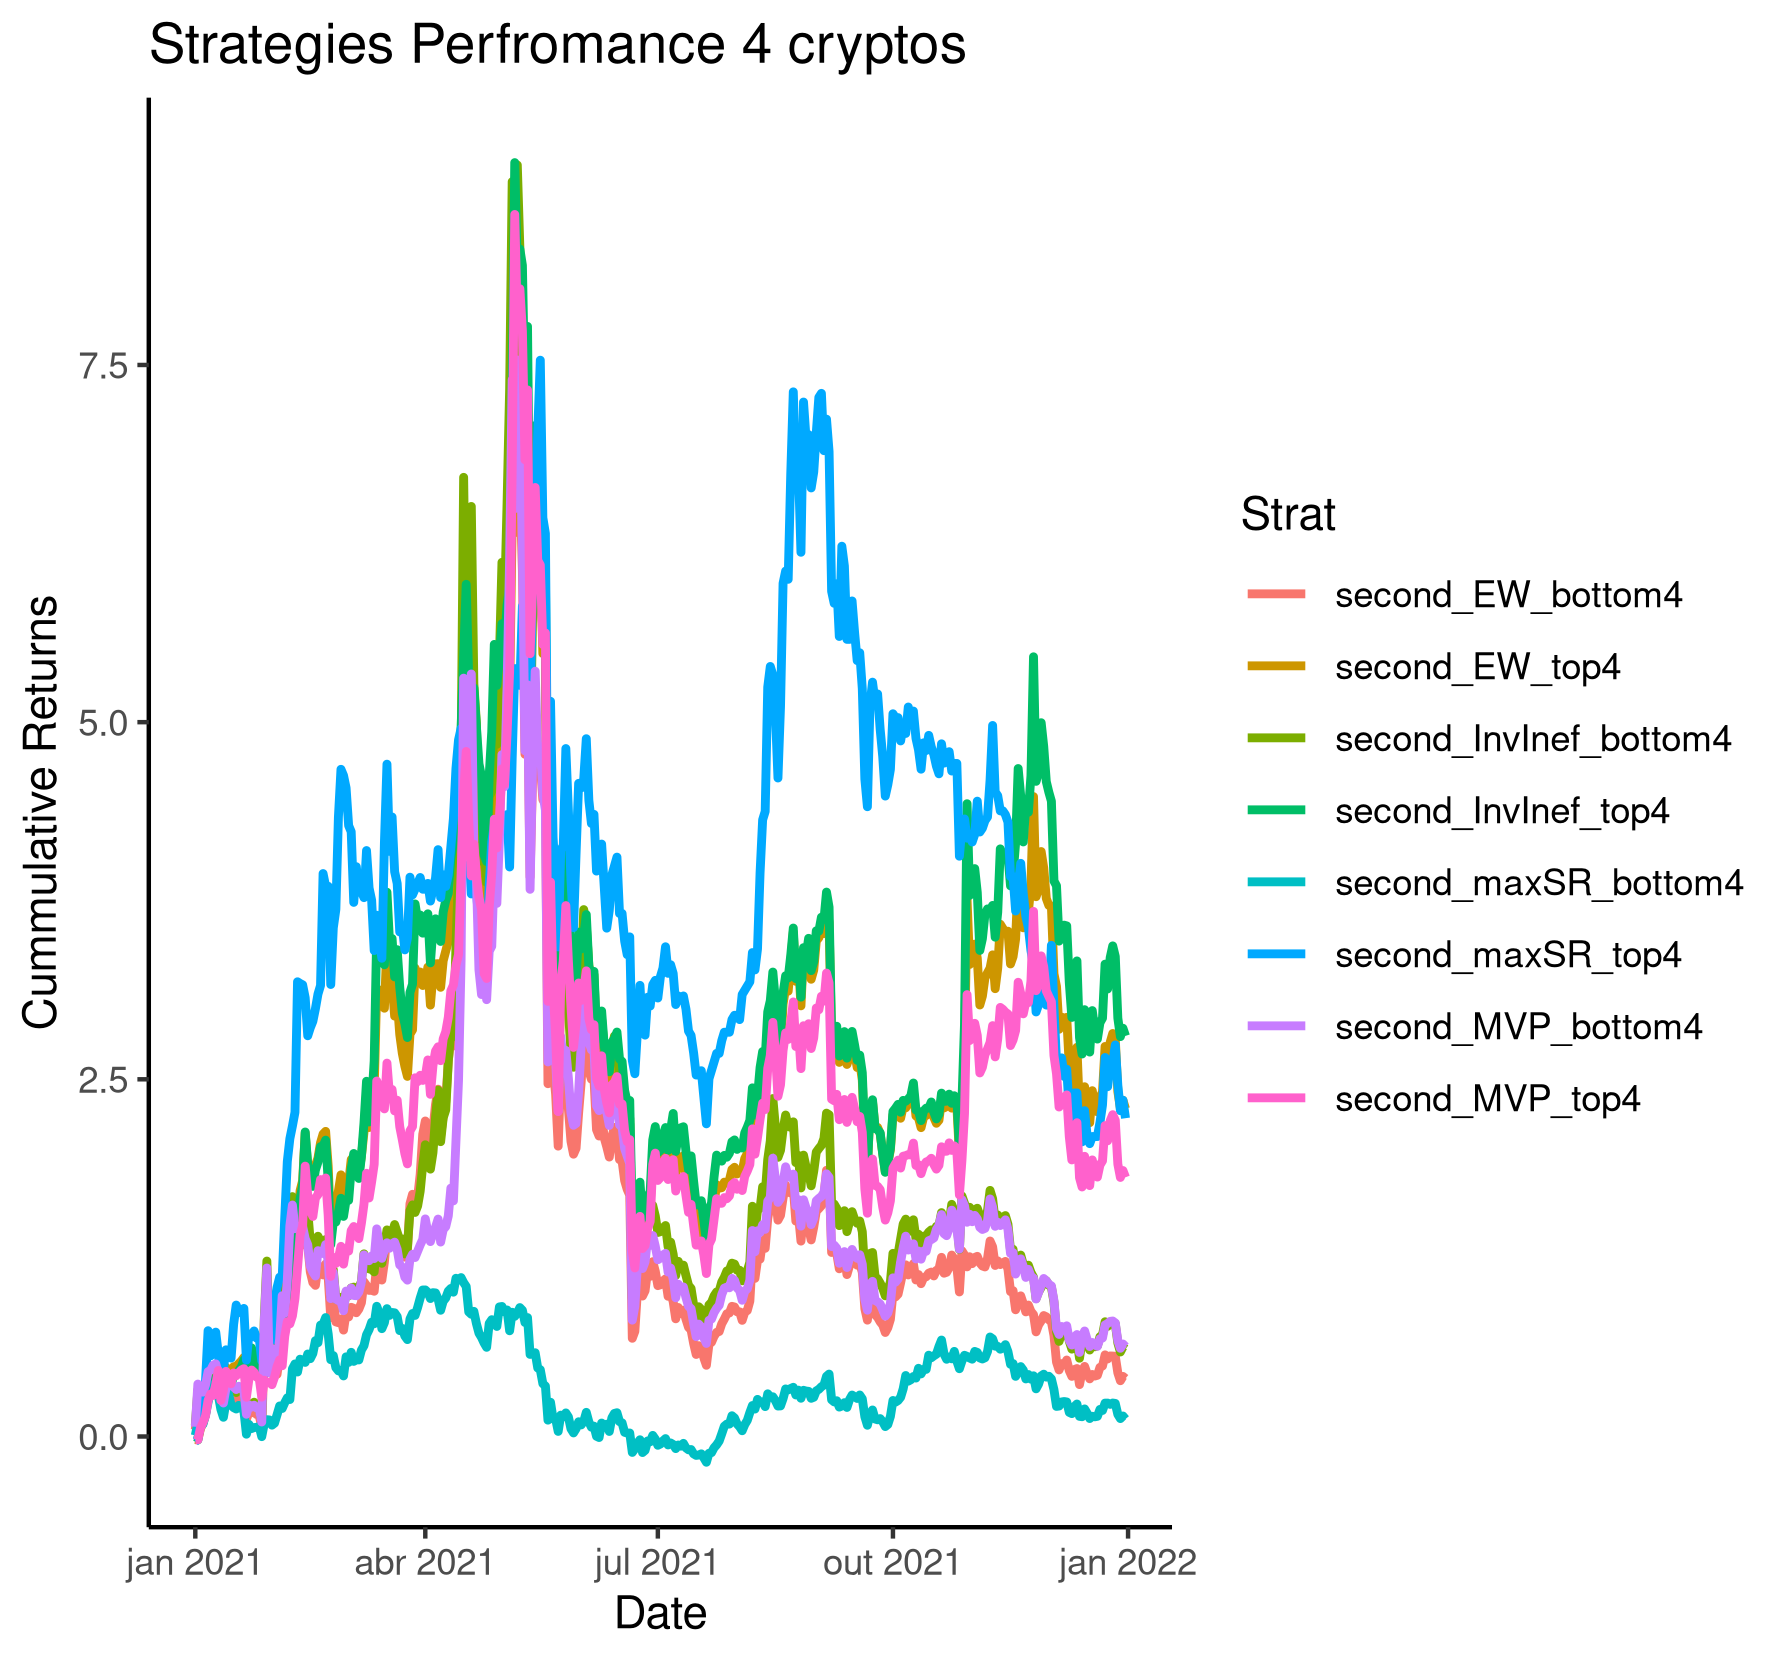 Strategies Perfromance 4 cryptos
Cummulative Returns
7.5
5.0
2.5
0.0
jan 2021
abr 2021
jul 2021
out 2021
jan 2022
Date
Strat
second_EW_bottom4
second_EW_top4
second_InvInef_bottom4
second_InvInef_top4
second_maxSR_bottom4
second_maxSR_top4
second_MVP_bottom4
second_MVP_top4